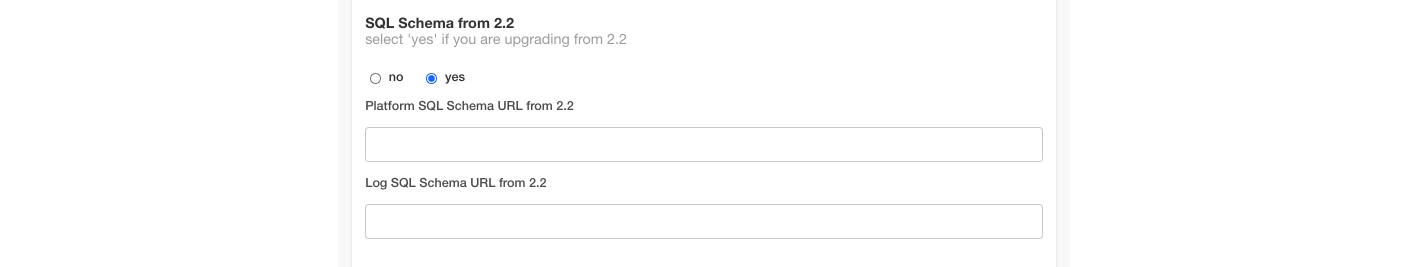 SQL Schema from 2.2
select 'yes' if you are upgrading from 2.2
no yes
Platform SQL Schema URL from 2.2
Log SQL Schema URL from 2.2